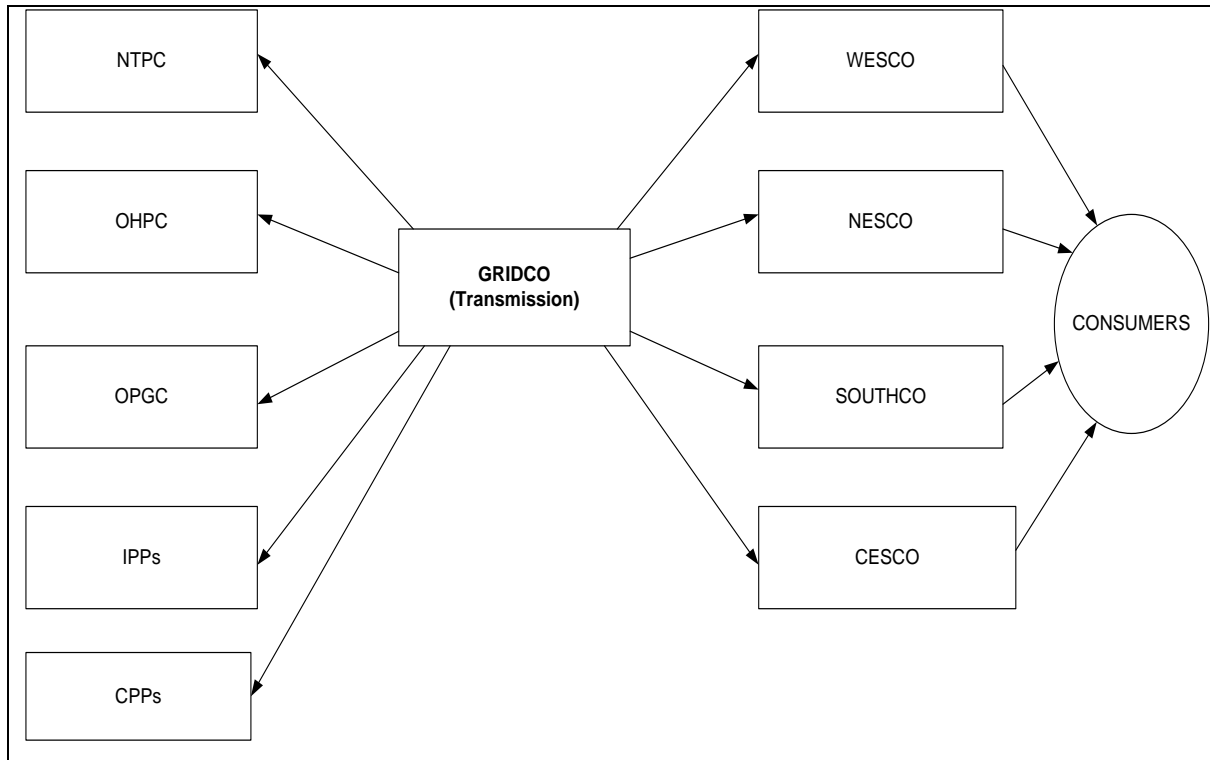 NTPC
OHPC
OPGC
IPPs
CPPs
GRIDCO
(Transmission)
WESCO
NESCO
SOUTHCO
CESCO
CONSUMERS